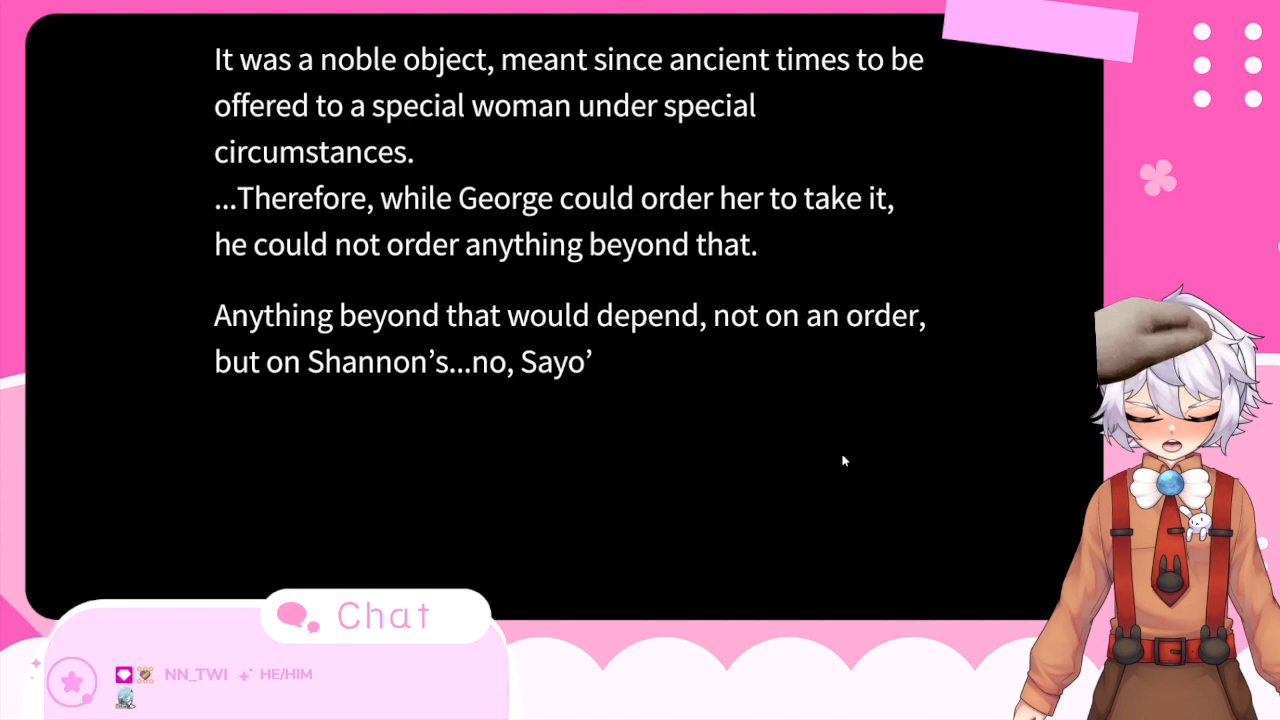 It was a noble object, meant since ancient times to be
offered to a special woman under special
circumstances.
...Therefore, while George could order her to take it,
he could not order anything beyond that.
Anything beyond that would depend, not on an order,
but on Shannon’s...no, Sayo’
Chat
NN_TWI HE/HIM